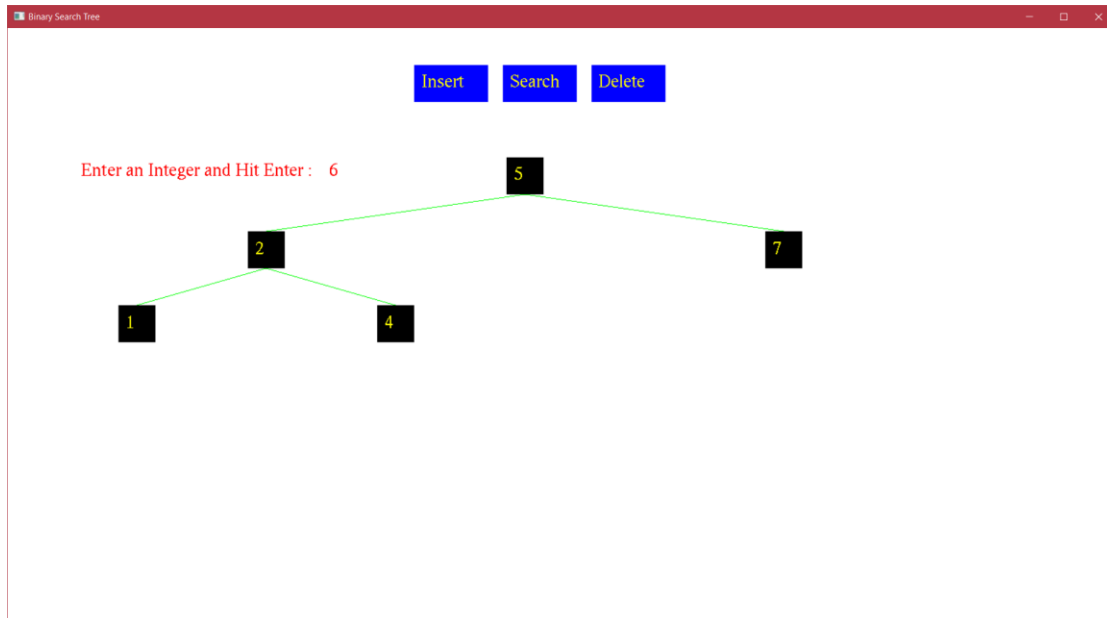 Binary Search Tree
Insert Search Delete
Enter an Integer and Hit Enter : 6
5
2 7
1 4